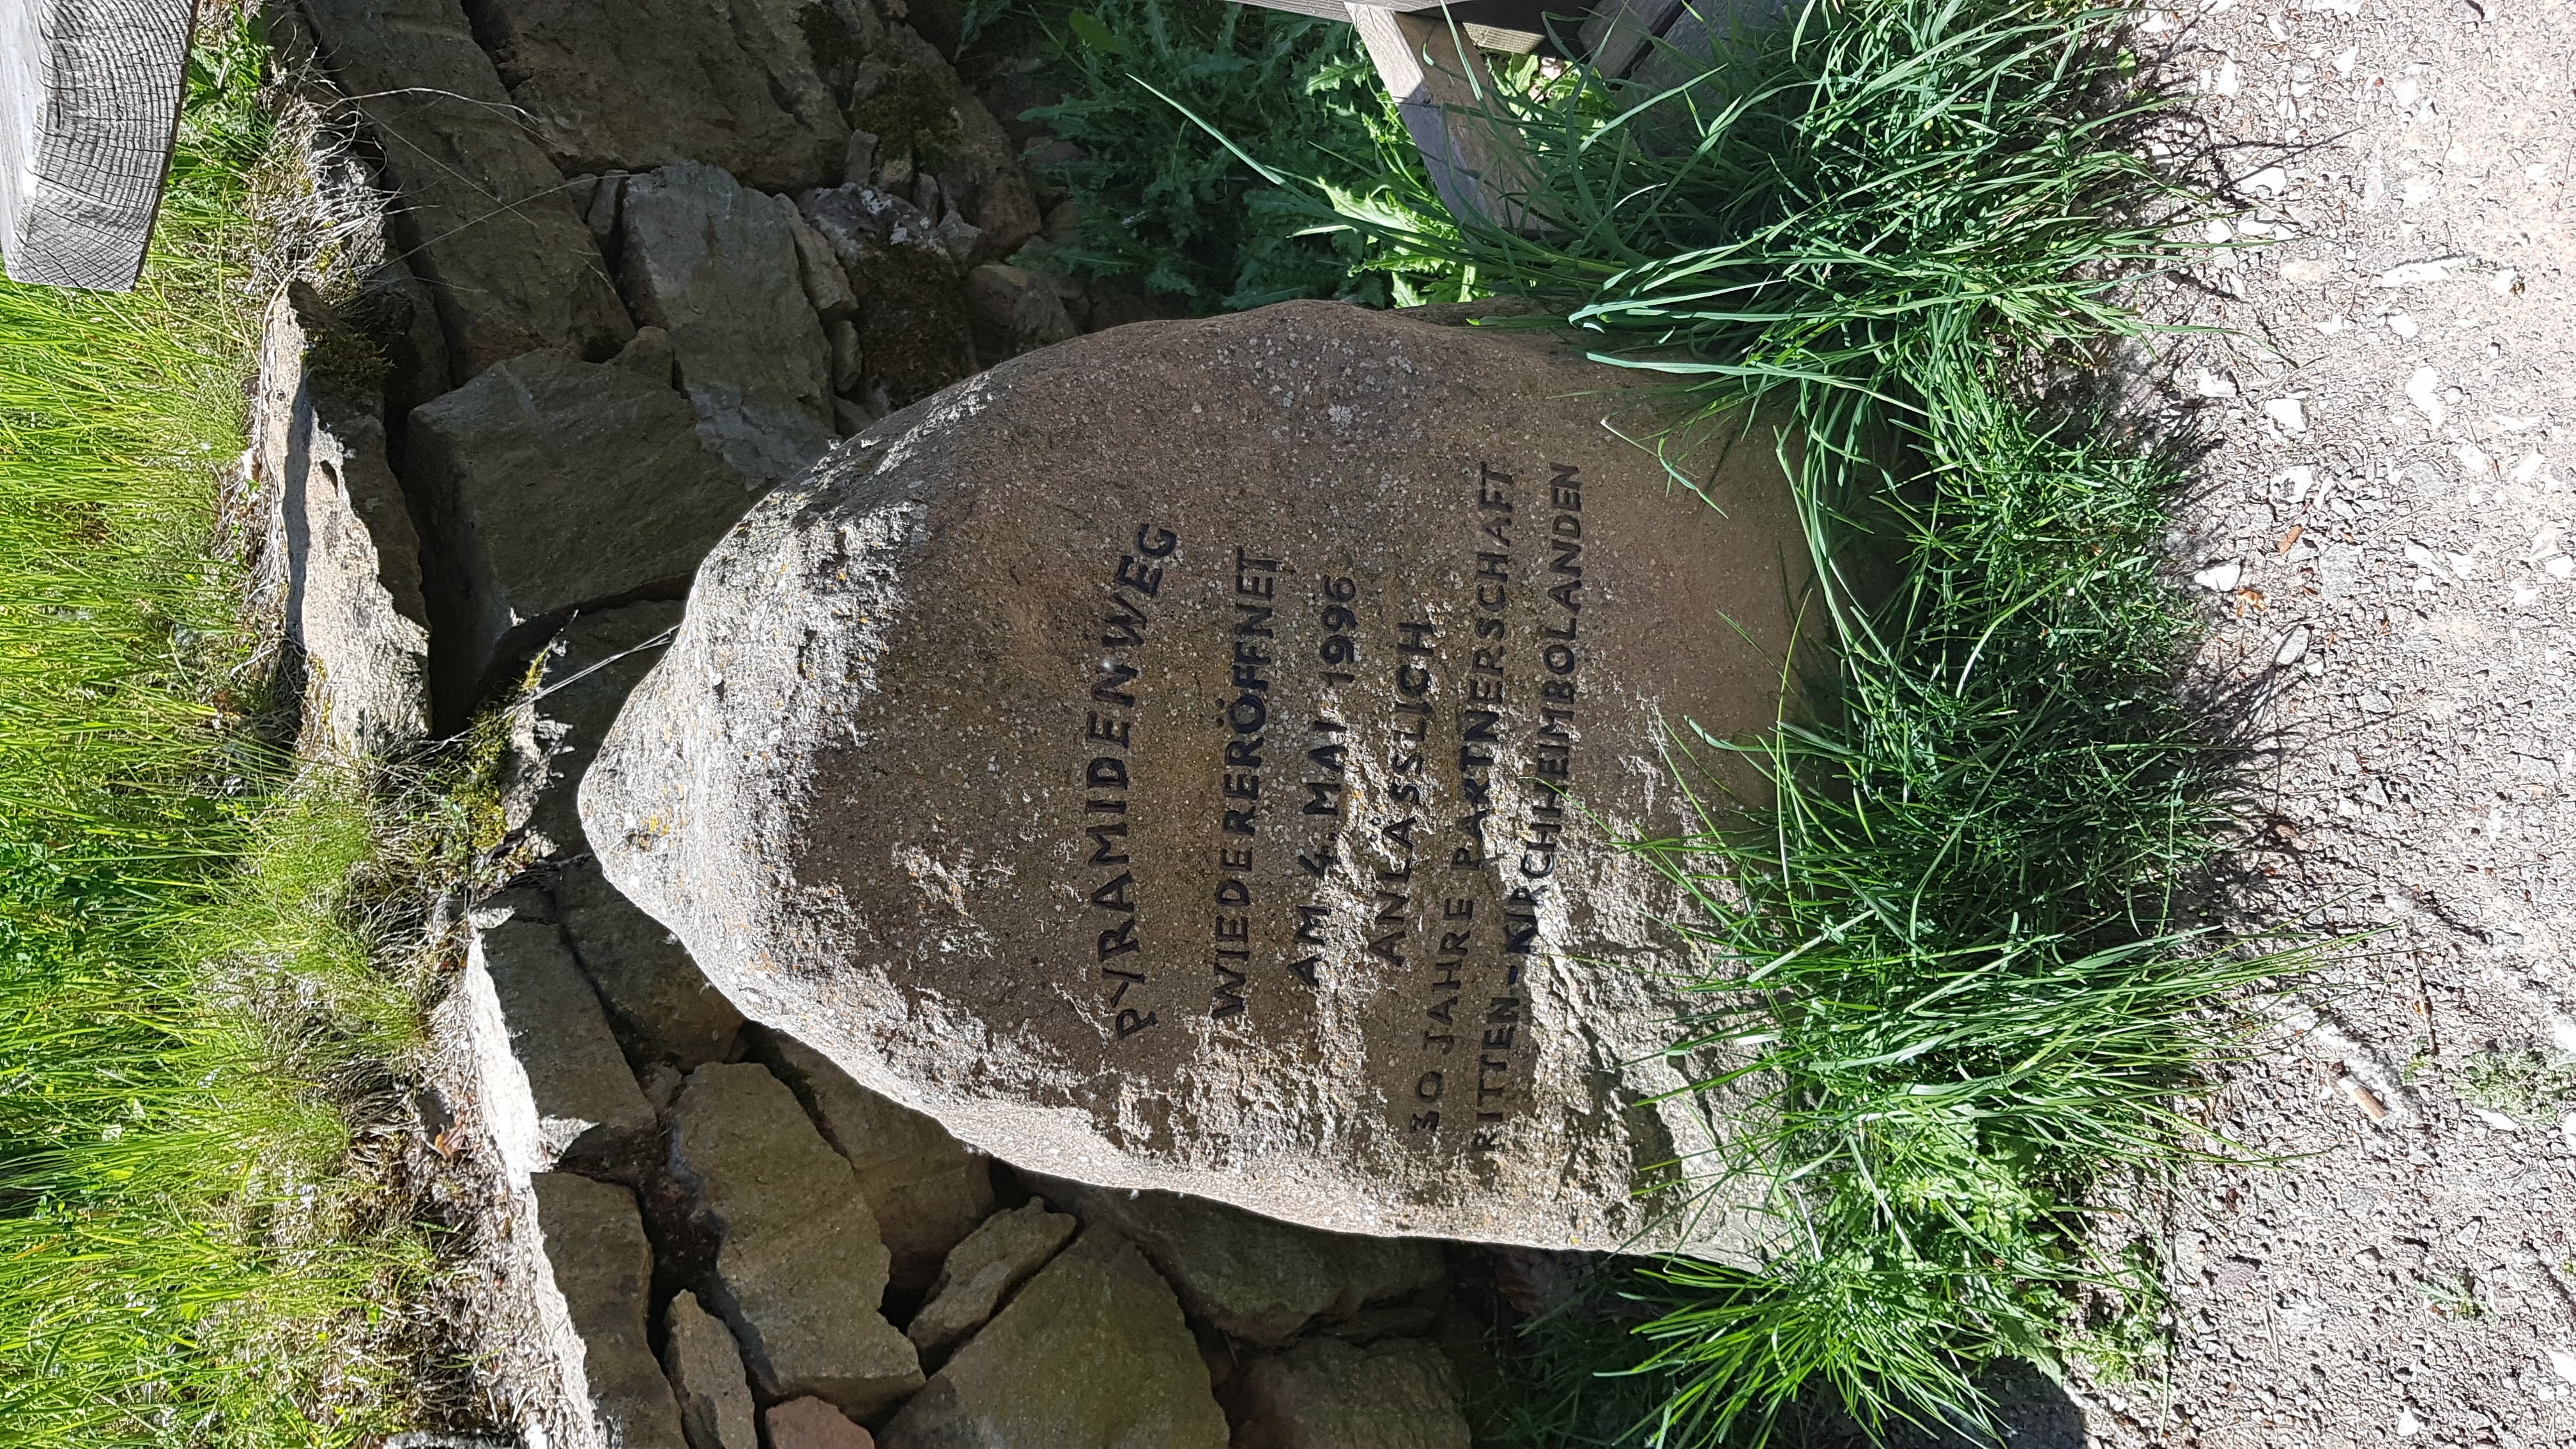 PYRAMIDENWEG
WIEDERERÖFFNET
AM 4. MAI 1996
ANLÄSSLICH
30 JAHRE PARTNERSCHAFT
RITTEN-KIRCHHEIMBOLANDEN